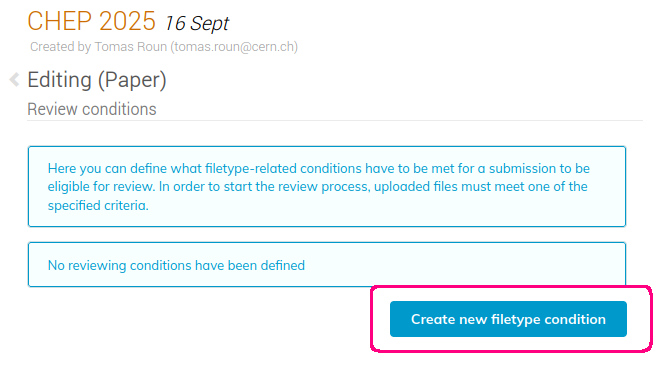 CHEP 2025 16 Sept
Created by Tomas Roun (tomas.roun@cern.ch)
Editing (Paper)
Review conditions
Here you can define what filetype-related conditions have to be met for a submission to be
eligible for review. In order to start the review process, uploaded files must meet one of the
specified criteria.
No reviewing conditions have been defined
Create new filetype condition